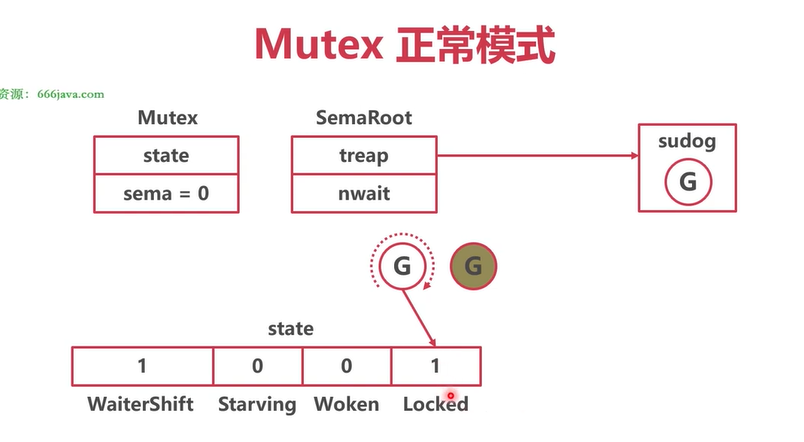 Mutex 正常模式
资源：666java.com
Mutex
SemaRoot
state
treap
sudog
G
sema = 0
nwait
G
G
state
1
0
0
1
WaiterShift
Starving
Woken
Locked